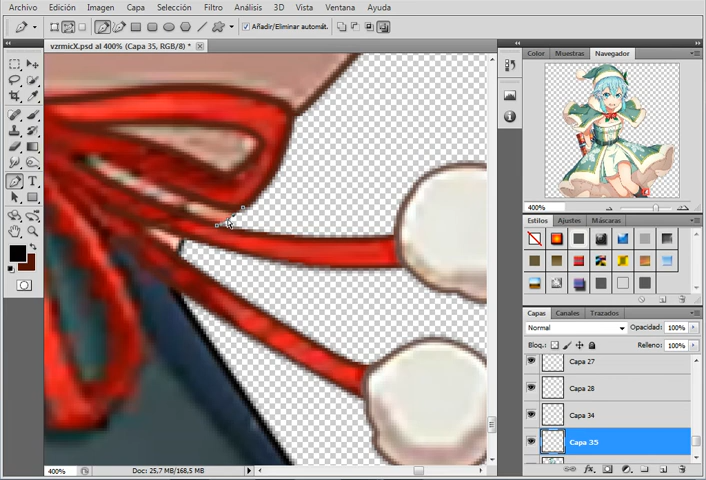 Archivo Edición Imagen Capa Selección Filtro Análisis 3D Vista Ventana Ayuda
Añadir/Eliminar automát.
vzrmicX.psd al 400% (Capa 35, RGB/8) *
Color Muestras Navegador
400%
Estilos Ajustes Máscaras
Capas Canales Trazados
Normal Opacidad: 100%
Bloq.: Relleno: 100%
Capa 27
Capa 28
Capa 34
Capa 35
400% Doc: 25,7 MB/168,5 MB